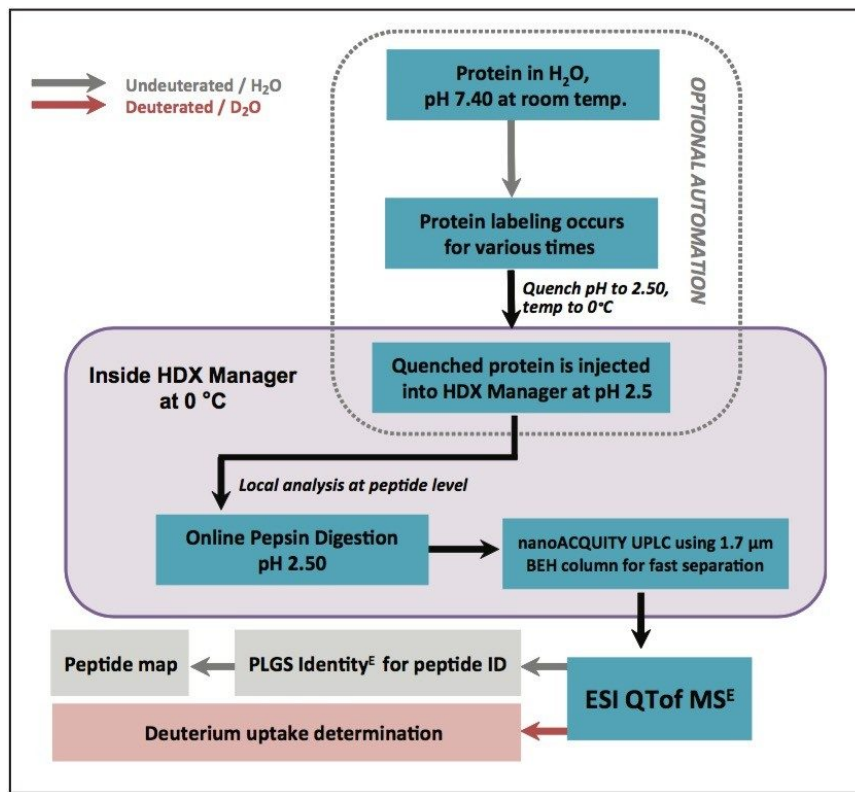 Undeuterated / H₂O
Deuterated / D₂O
Protein in H₂O,
pH 7.40 at room temp.
OPTIONAL AUTOMATION
Protein labeling occurs
for various times
Quench pH to 2.50,
temp to 0°C
Inside HDX Manager
at 0 °C
Quenched protein is injected
into HDX Manager at pH 2.5
Local analysis at peptide level
Online Pepsin Digestion
pH 2.50
nanoACQUITY UPLC using 1.7 µm
BEH column for fast separation
Peptide map
PLGS Identityᴱ for peptide ID
ESI QTof MSᴱ
Deuterium uptake determination